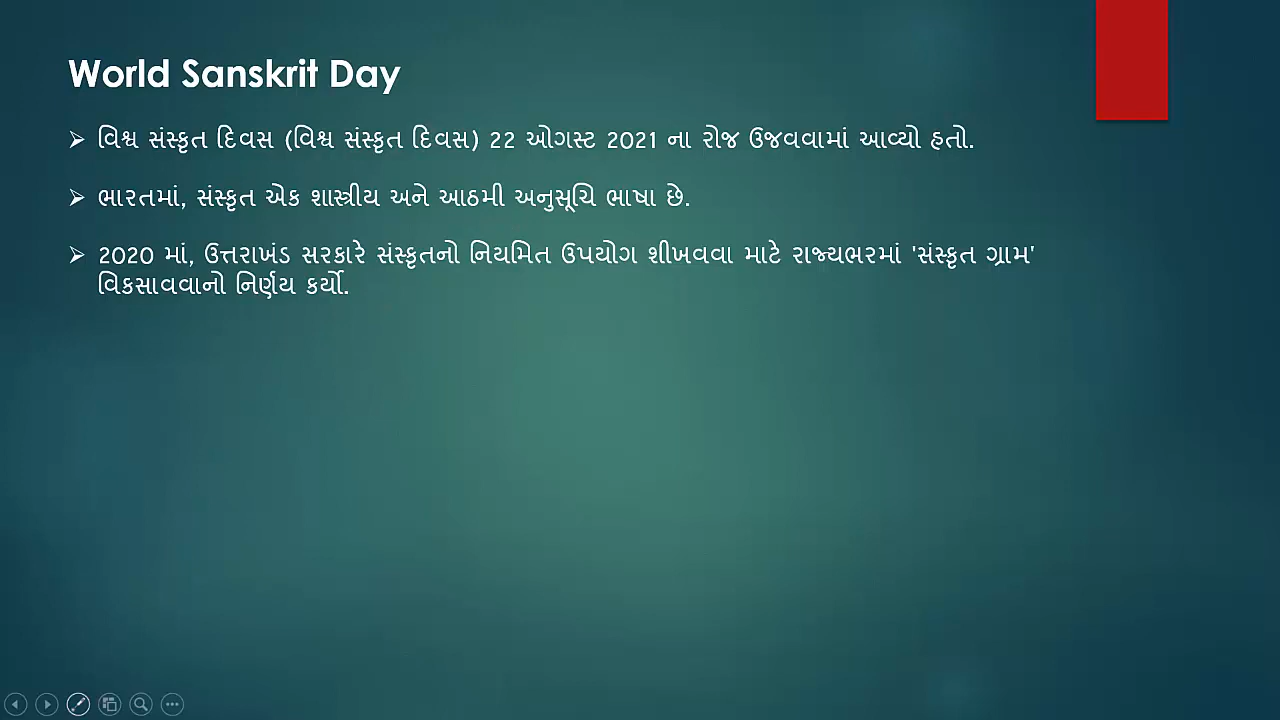 World Sanskrit Day
➢ વિશ્વ સંસ્કૃત દિવસ (વિશ્વ સંસ્કૃત દિવસ) 22 ઓગસ્ટ 2021 ના રોજ ઉજવવામાં આવ્યો હતો.
➢ ભારતમાં, સંસ્કૃત એક શાસ્ત્રીય અને આઠમી અનુસૂચિ ભાષા છે.
➢ 2020 માં, ઉત્તરાખંડ સરકારે સંસ્કૃતનો નિયમિત ઉપયોગ શીખવવા માટે રાજ્યભરમાં 'સંસ્કૃત ગ્રામ'
વિકસાવવાનો નિર્ણય કર્યો.